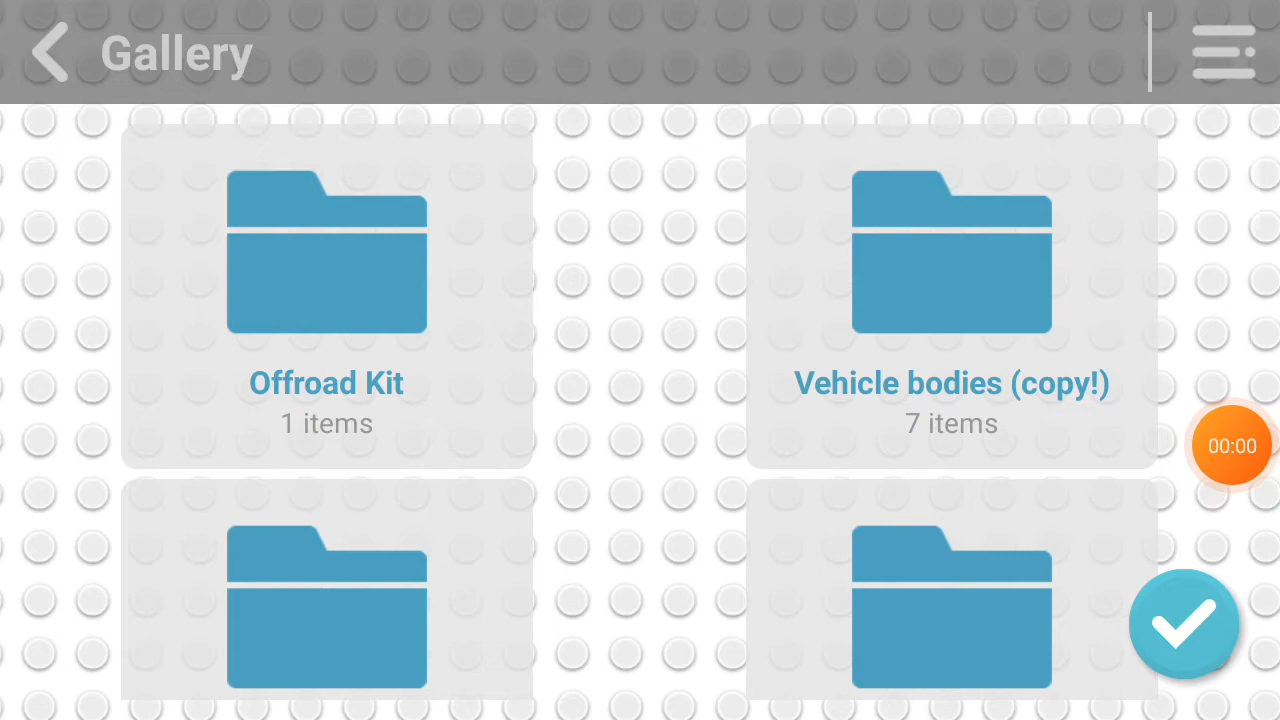 Gallery
Offroad Kit
1 items
Vehicle bodies (copy!)
7 items
00:00